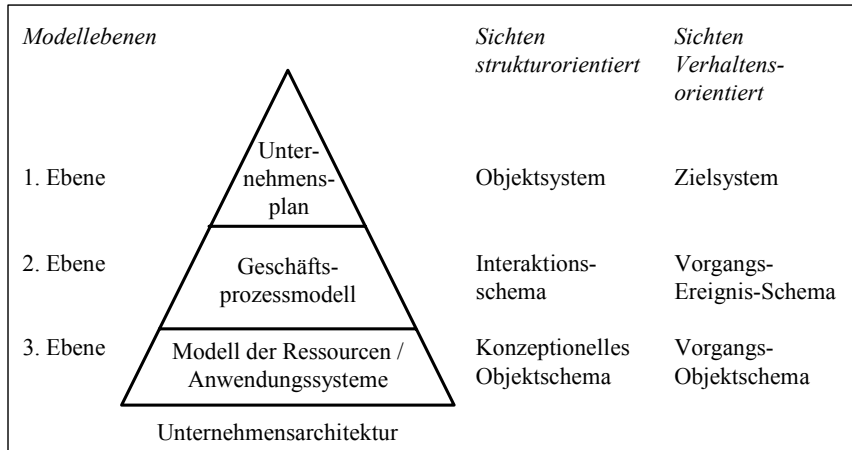 Modellebenen
Sichten
strukturorientiert
Sichten
Verhaltens-
orientiert
1. Ebene
Unter-
nehmens-
plan
Objektsystem
Zielsystem
2. Ebene
Geschäfts-
prozessmodell
Interaktions-
schema
Vorgangs-
Ereignis-Schema
3. Ebene
Modell der Ressourcen /
Anwendungssysteme
Konzeptionelles
Objektschema
Vorgangs-
Objektschema
Unternehmensarchitektur